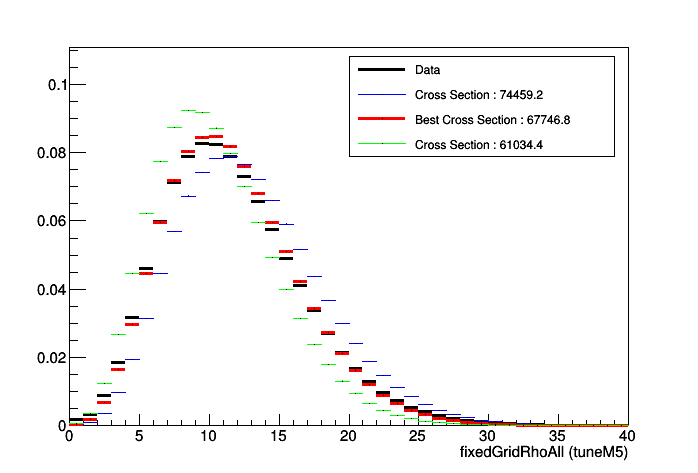 0.1
0.08
0.06
0.04
0.02
0
Data
Cross Section : 74459.2
Best Cross Section : 67746.8
Cross Section : 61034.4
0 5 10 15 20 25 30 35 40
fixedGridRhoAll (tuneM5)